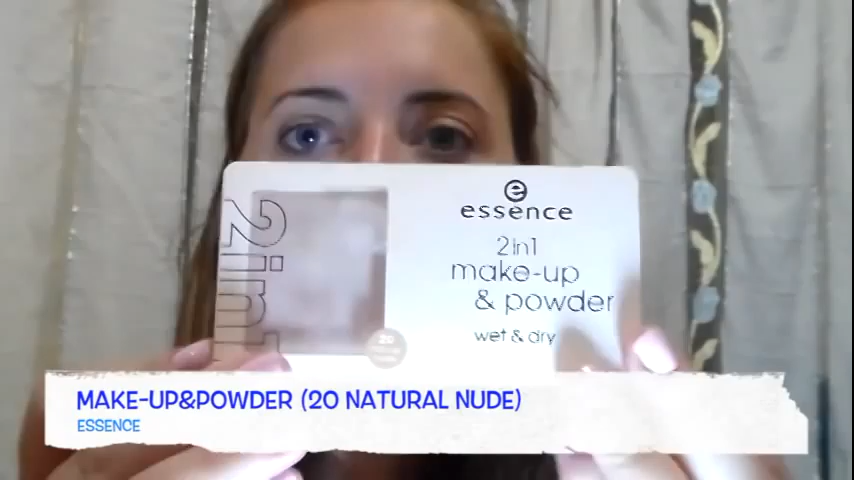 2in1
e
essence
2in1
make-up
& powder
wet & dry
20
MAKE-UP&POWDER (20 NATURAL NUDE)
ESSENCE